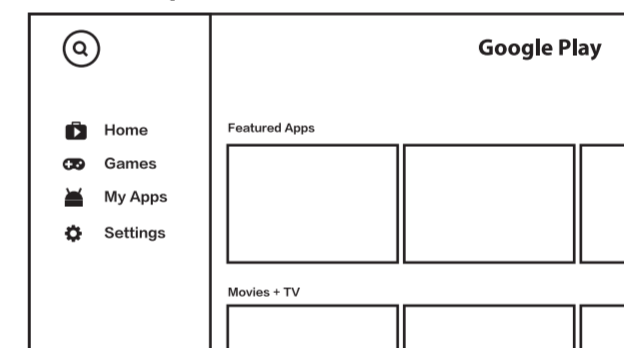 Google Play
Home
Games
My Apps
Settings
Featured Apps
Movies + TV